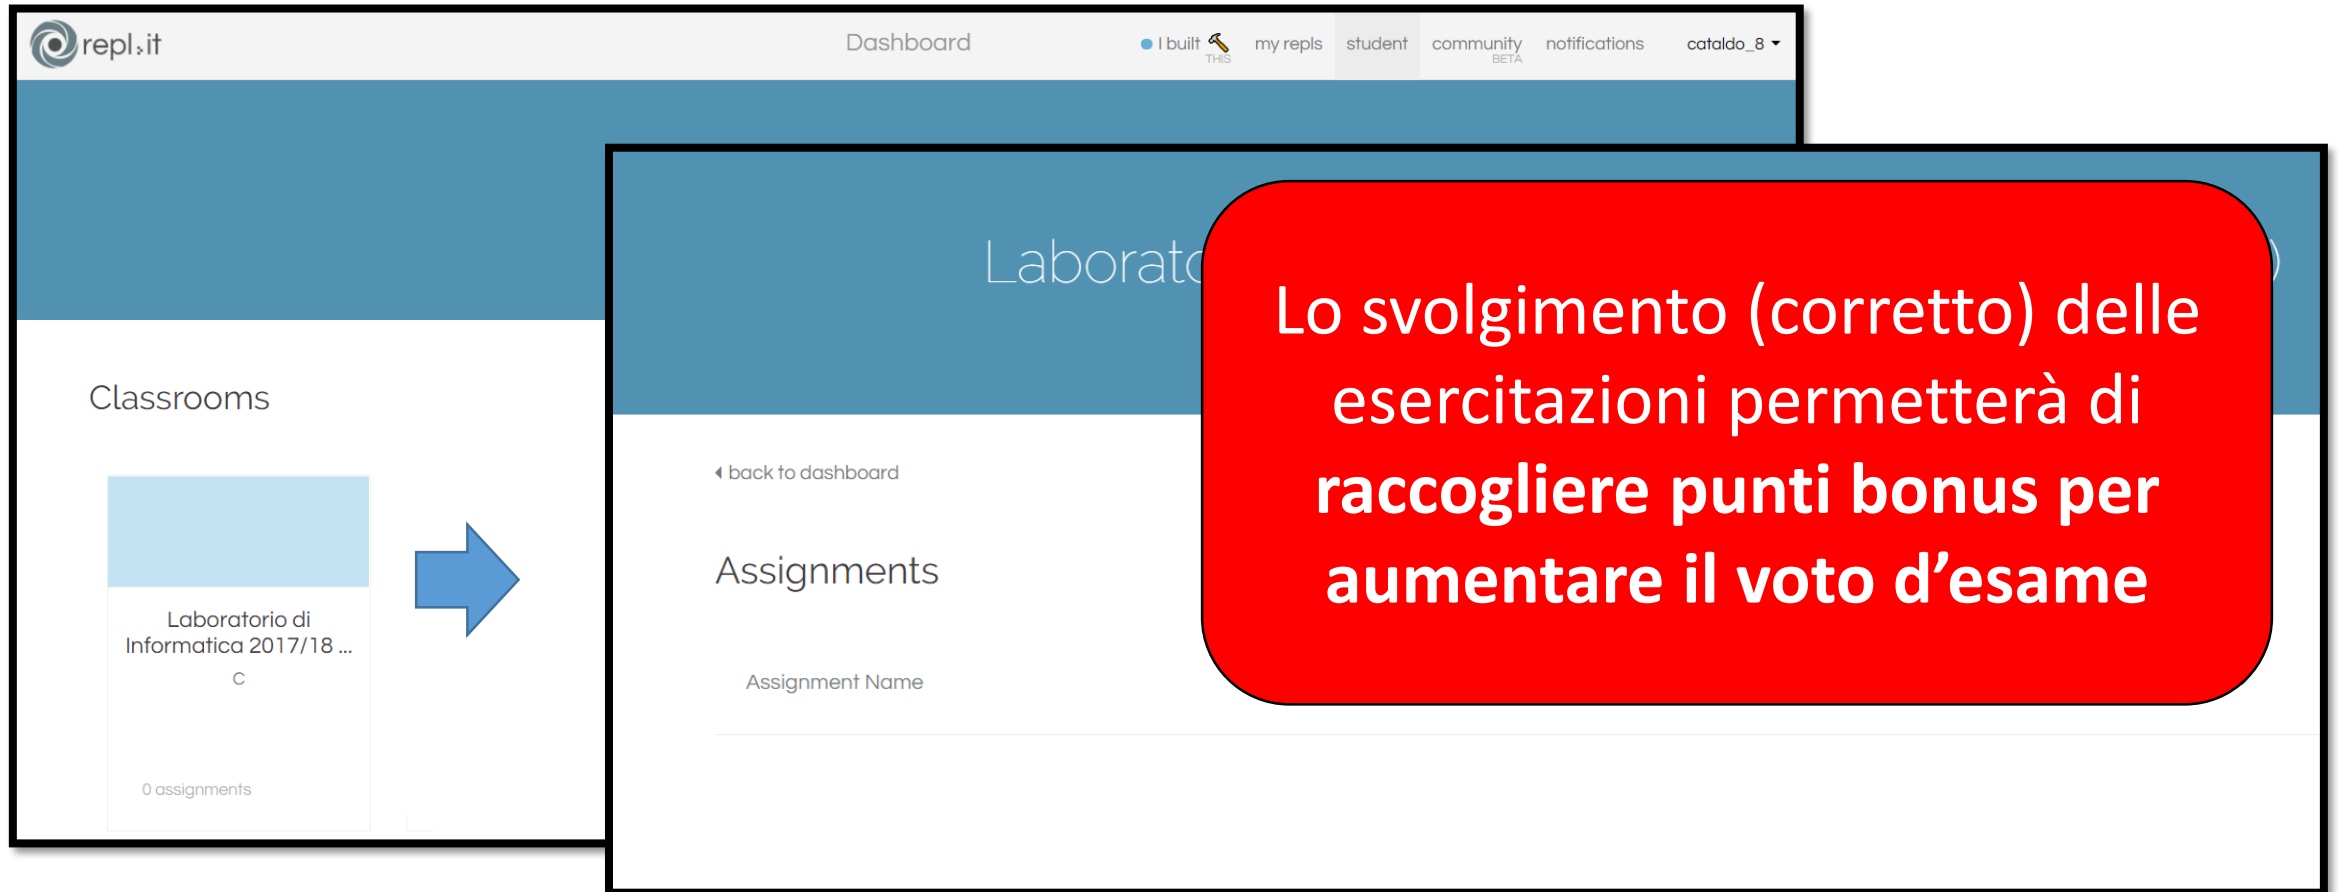 repl.it
Dashboard
I built
THIS
my repls
student
community
BETA
notifications
cataldo_8
Classrooms
Laboratorio di
Informatica 2017/18 ...
C
0 assignments
)
back to dashboard
Assignments
Assignment Name
Lo svolgimento (corretto) delle
esercitazioni permetterà di
raccogliere punti bonus per
aumentare il voto d’esame